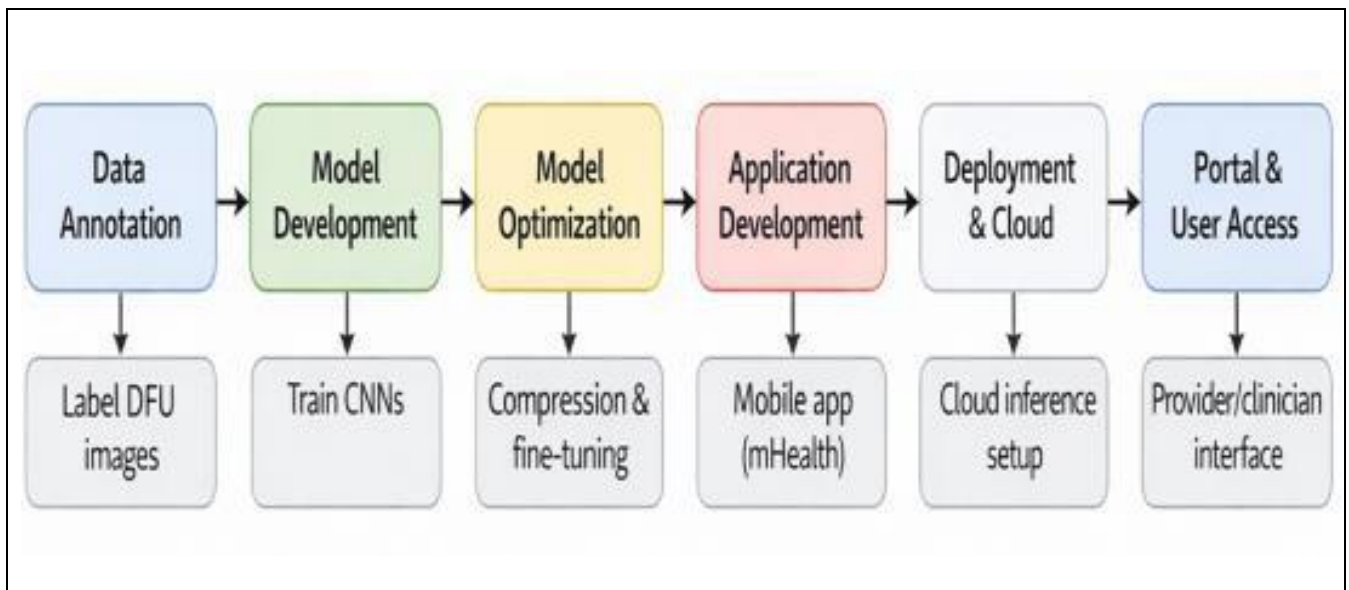 Data
Annotation
Model
Development
Model
Optimization
Application
Development
Deployment
& Cloud
Portal &
User Access
Label DFU
images
Train CNNs
Compression &
fine-tuning
Mobile app
(mHealth)
Cloud inference
setup
Provider/clinician
interface